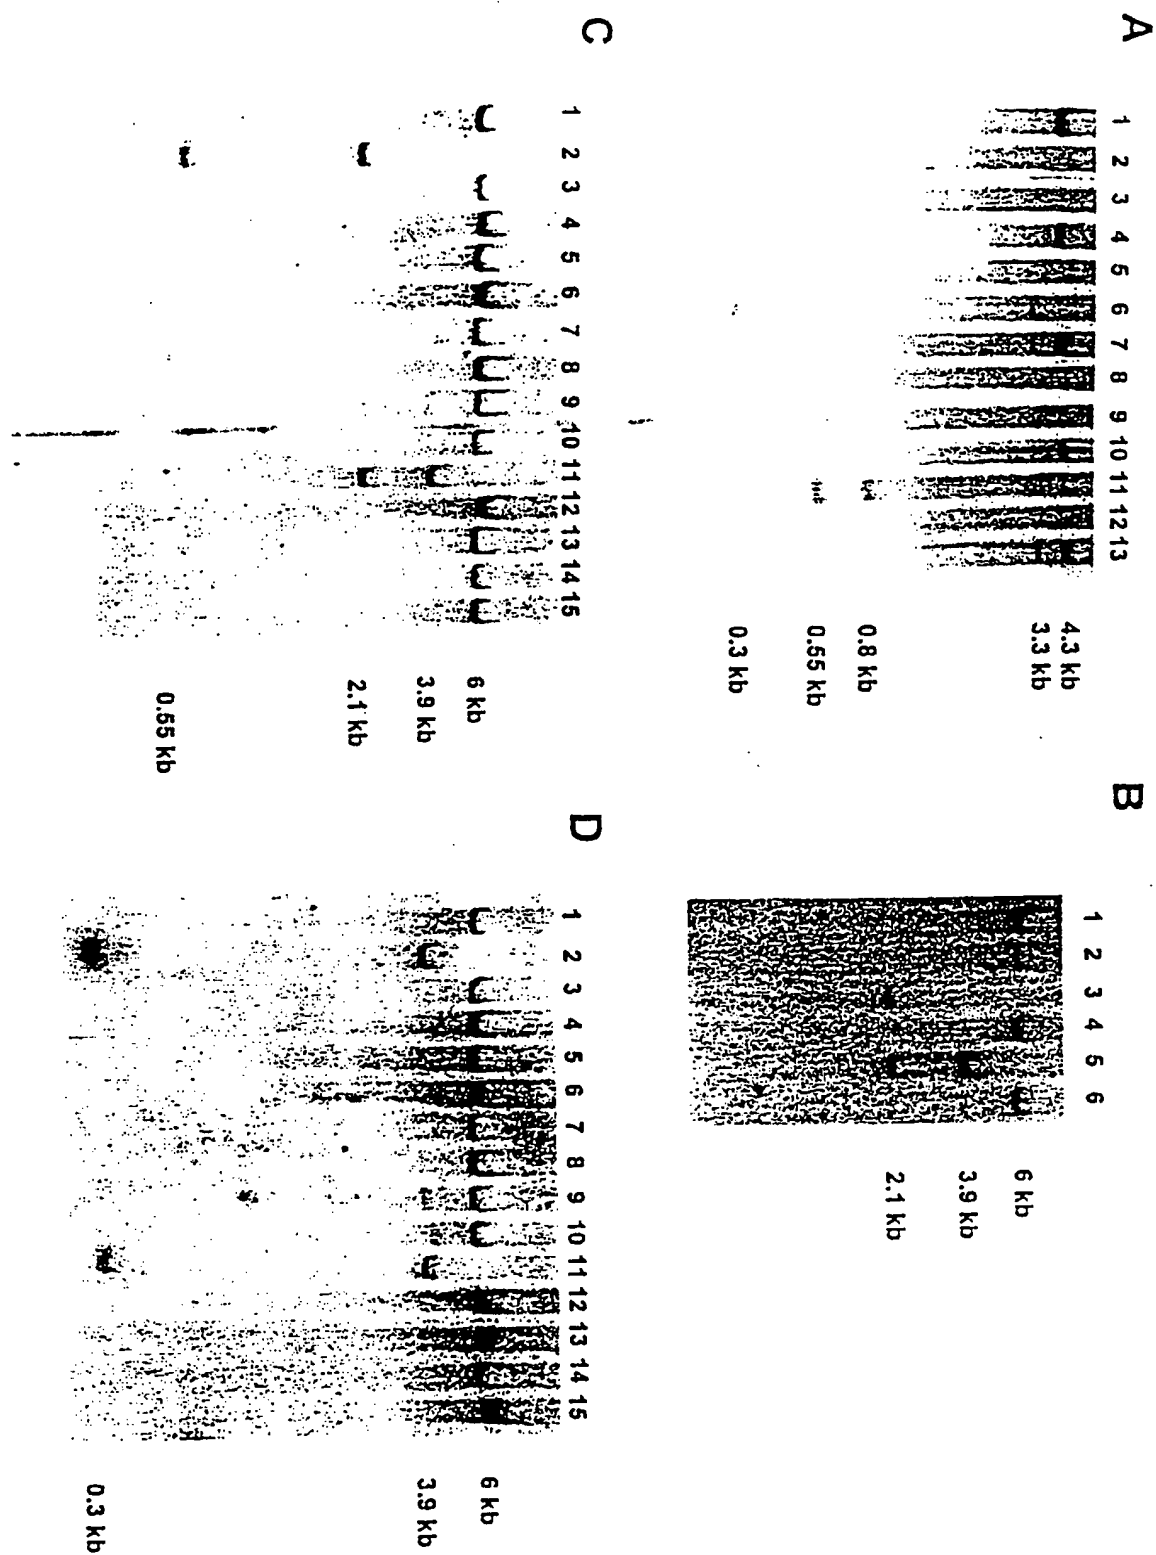 A
1 2 3 4 5 6 7 8 9 10 11 12 13
4.3 kb
3.3 kb
0.8 kb
0.55 kb
0.3 kb
B
1 2 3 4 5 6
6 kb
3.9 kb
2.1 kb
C
1 2 3 4 5 6 7 8 9 10 11 12 13 14 15
6 kb
3.9 kb
2.1 kb
0.55 kb
D
1 2 3 4 5 6 7 8 9 10 11 12 13 14 15
6 kb
3.9 kb
0.3 kb